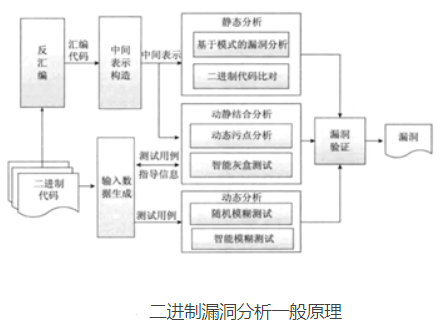 反
汇
编
汇编
代码
中间
表示
构造
中间表示
静态分析
基于模式的漏洞分析
二进制代码比对
动静结合分析
动态污点分析
智能灰盒测试
漏洞
验证
漏洞
二进制
代码
输入数
据生成
测试用例
指导信息
测试用例
动态分析
随机模糊测试
智能模糊测试
二进制漏洞分析一般原理